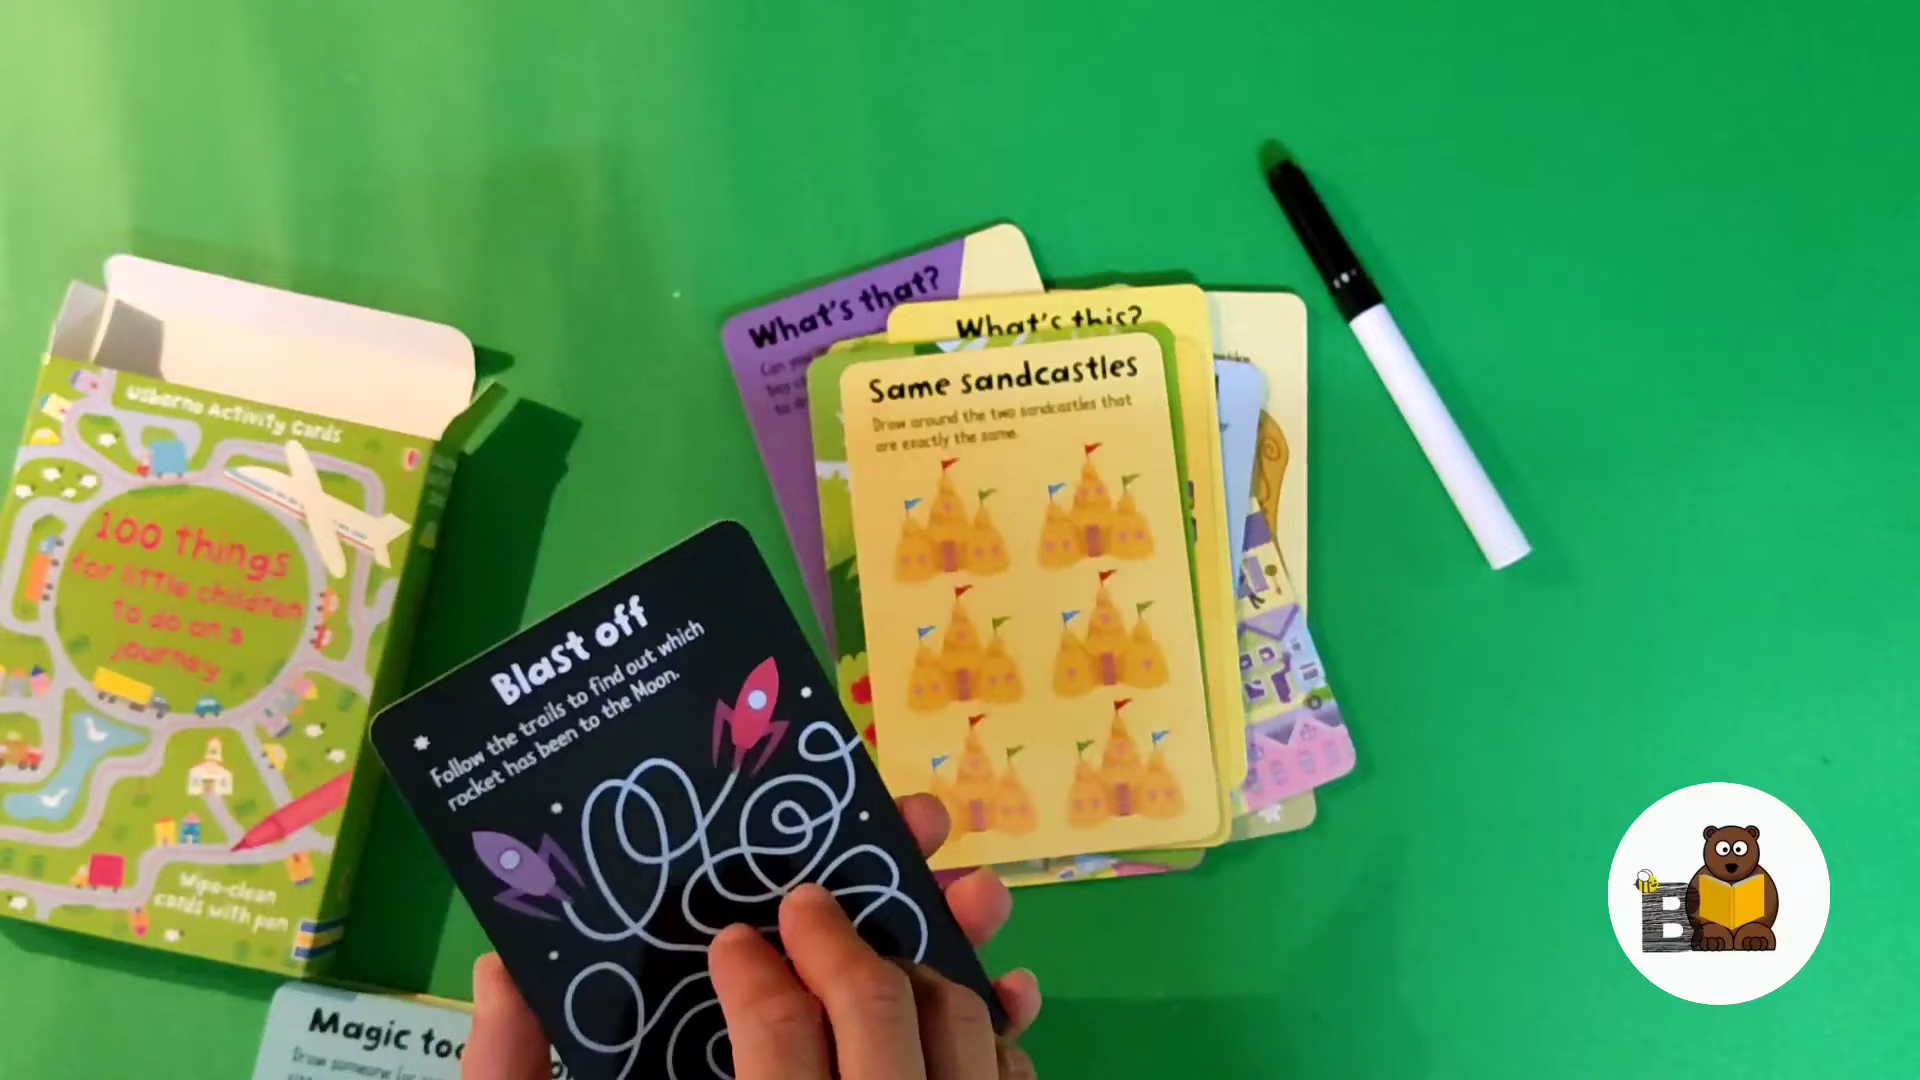 Usborne Activity Cards
100 things
for little children
to do on a
journey
Wipe-clean
cards with pen
What's that?
What's this?
Same sandcastles
Draw around the two sandcastles that
are exactly the same.
Blast off
Follow the trails to find out which
rocket has been to the Moon.
Magic
Draw someone
B